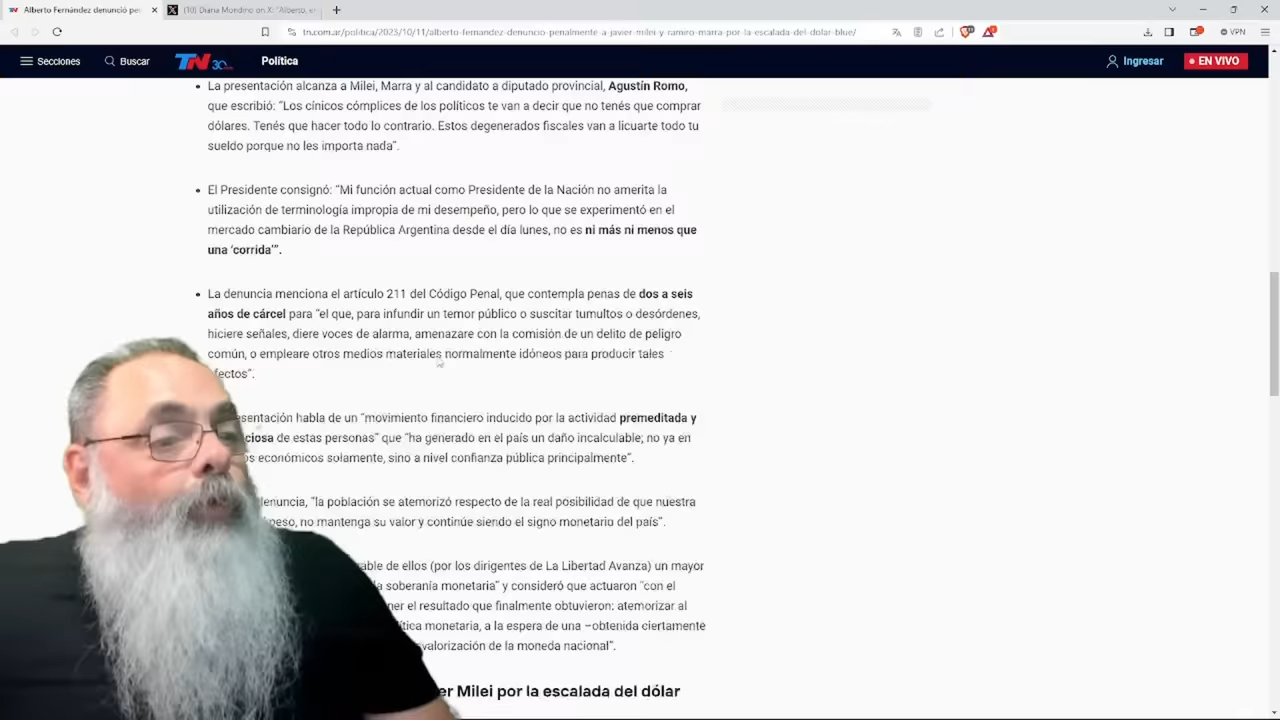 Alberto Fernández denunció pe
(10) Diana Mondino on X: "Alberto, e
tn.com.ar/politica/2023/10/11/alberto-fernandez-denuncio-penalmente-a-javier-milei-y-ramiro-marra-por-la-escalada-del-dolar-blue/
VPN
Secciones
Buscar
TN 30
Política
Ingresar
EN VIVO
La presentación alcanza a Milei, Marra y al candidato a diputado provincial, Agustín Romo,
que escribió: “Los cínicos cómplices de los políticos te van a decir que no tenés que comprar
dólares. Tenés que hacer todo lo contrario. Estos degenerados fiscales van a licuarte todo tu
sueldo porque no les importa nada”.
El Presidente consignó: “Mi función actual como Presidente de la Nación no amerita la
utilización de terminología impropia de mi desempeño, pero lo que se experimentó en el
mercado cambiario de la República Argentina desde el día lunes, no es ni más ni menos que
una ‘corrida’”.
La denuncia menciona el artículo 211 del Código Penal, que contempla penas de dos a seis
años de cárcel para “el que, para infundir un temor público o suscitar tumultos o desórdenes,
hiciere señales, diere voces de alarma, amenazare con la comisión de un delito de peligro
común, o empleare otros medios materiales normalmente idóneos para producir tales
fectos”.
esentación habla de un “movimiento financiero inducido por la actividad premeditada y
ciosa de estas personas” que “ha generado en el país un daño incalculable; no ya en
os económicos solamente, sino a nivel confianza pública principalmente”.
enuncia, “la población se atemorizó respecto de la real posibilidad de que nuestra
peso, no mantenga su valor y continúe siendo el signo monetario del país”.
able de ellos (por los dirigentes de La Libertad Avanza) un mayor
a soberanía monetaria” y consideró que actuaron “con el
ner el resultado que finalmente obtuvieron: atemorizar al
ítica monetaria, a la espera de una –obtenida ciertamente
valorización de la moneda nacional”.
er Milei por la escalada del dólar